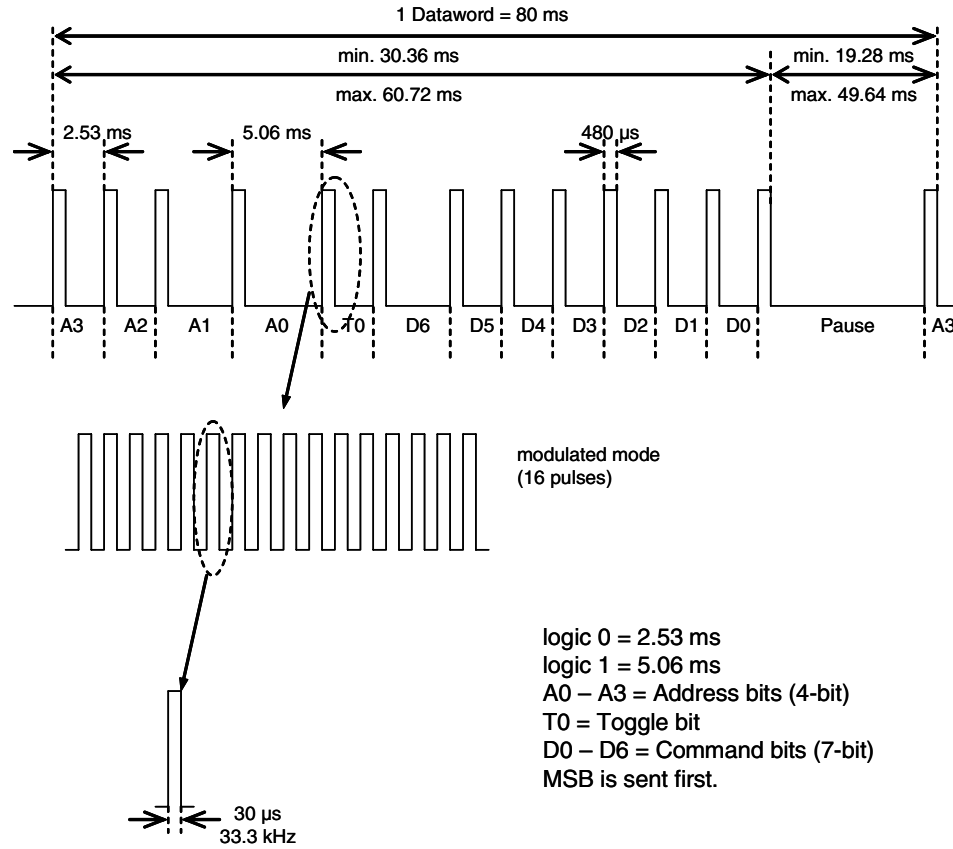 1 Dataword = 80 ms
min. 30.36 ms
min. 19.28 ms
max. 60.72 ms
max. 49.64 ms
2.53 ms
5.06 ms
480 µs
A3
A2
A1
A0
T0
D6
D5
D4
D3
D2
D1
D0
Pause
A3
modulated mode
(16 pulses)
logic 0 = 2.53 ms
logic 1 = 5.06 ms
A0 – A3 = Address bits (4-bit)
T0 = Toggle bit
D0 – D6 = Command bits (7-bit)
MSB is sent first.
30 µs
33.3 kHz